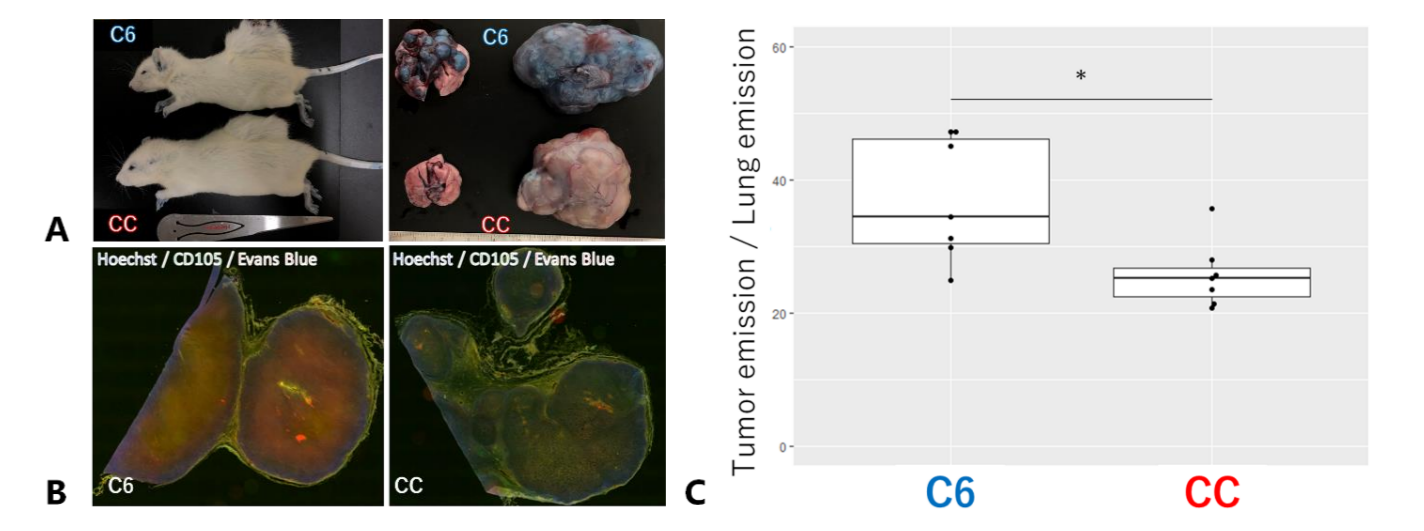 C6
CC
A
C6
CC
Hoechst / CD105 / Evans Blue
C6
B
Hoechst / CD105 / Evans Blue
CC
C
Tumor emission / Lung emission
60
40
20
0
*
C6
CC